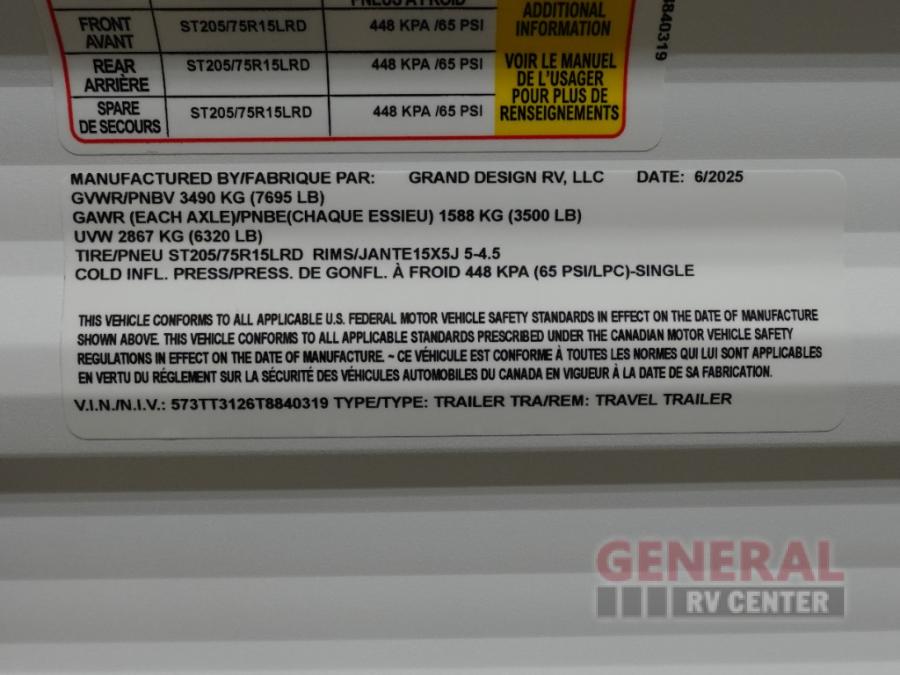 PNEUS À FROID
ADDITIONAL
INFORMATION
FRONT
AVANT
ST205/75R15LRD
448 KPA /65 PSI
REAR
ARRIÈRE
ST205/75R15LRD
448 KPA /65 PSI
SPARE
DE SECOURS
ST205/75R15LRD
448 KPA /65 PSI
VOIR LE MANUEL
DE L'USAGER
POUR PLUS DE
RENSEIGNEMENTS
8840319
MANUFACTURED BY/FABRIQUE PAR: GRAND DESIGN RV, LLC DATE: 6/2025
GVWR/PNBV 3490 KG (7695 LB)
GAWR (EACH AXLE)/PNBE(CHAQUE ESSIEU) 1588 KG (3500 LB)
UVW 2867 KG (6320 LB)
TIRE/PNEU ST205/75R15LRD RIMS/JANTE15X5J 5-4.5
COLD INFL. PRESS/PRESS. DE GONFL. À FROID 448 KPA (65 PSI/LPC)-SINGLE
THIS VEHICLE CONFORMS TO ALL APPLICABLE U.S. FEDERAL MOTOR VEHICLE SAFETY STANDARDS IN EFFECT ON THE DATE OF MANUFACTURE
SHOWN ABOVE. THIS VEHICLE CONFORMS TO ALL APPLICABLE STANDARDS PRESCRIBED UNDER THE CANADIAN MOTOR VEHICLE SAFETY
REGULATIONS IN EFFECT ON THE DATE OF MANUFACTURE. ~ CE VÉHICULE EST CONFORME À TOUTES LES NORMES QUI LUI SONT APPLICABLES
EN VERTU DU RÉGLEMENT SUR LA SÉCURITÉ DES VÉHICULES AUTOMOBILES DU CANADA EN VIGUEUR À LA DATE DE SA FABRICATION.
V.I.N./N.I.V.: 573TT3126T8840319 TYPE/TYPE: TRAILER TRA/REM: TRAVEL TRAILER
GENERAL
RV CENTER